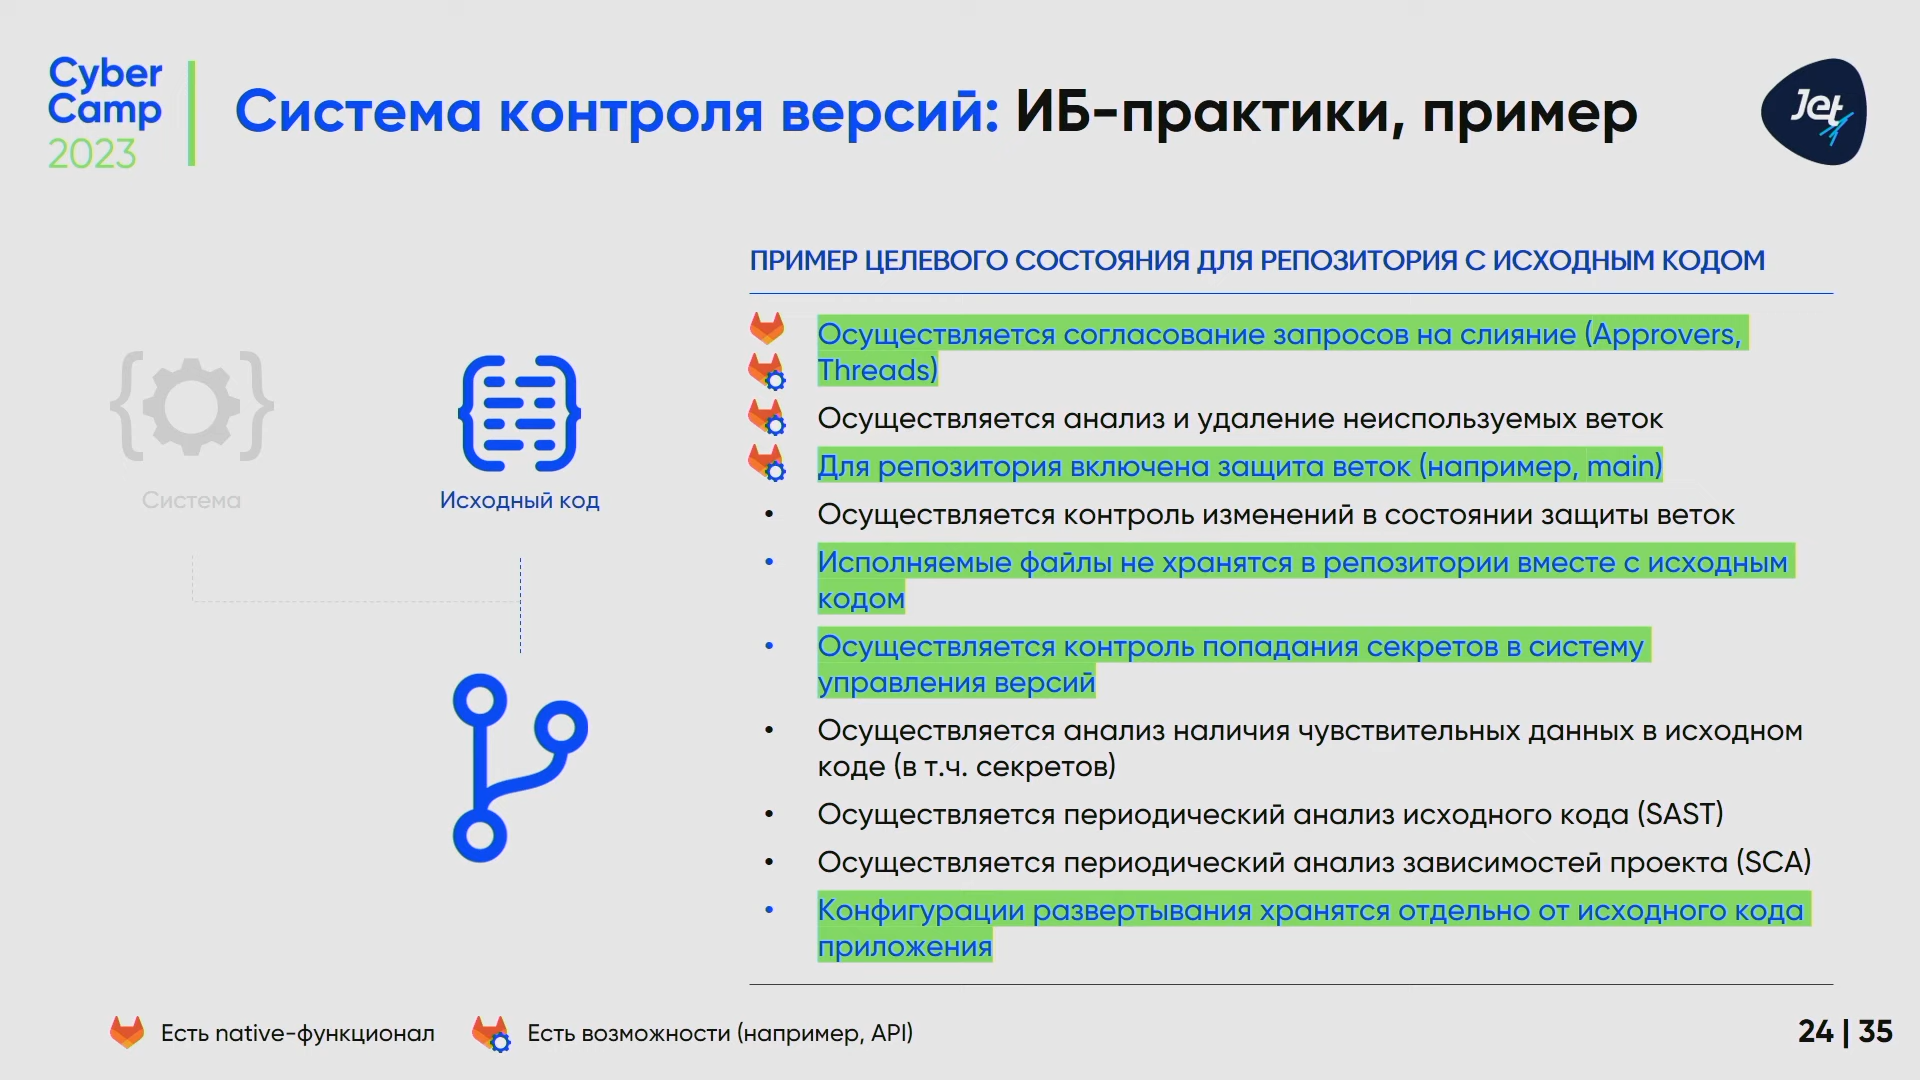 Cyber
Camp
2023
Система контроля версий: ИБ-практики, пример
Jet
ПРИМЕР ЦЕЛЕВОГО СОСТОЯНИЯ ДЛЯ РЕПОЗИТОРИЯ С ИСХОДНЫМ КОДОМ
Система
Исходный код
Осуществляется согласование запросов на слияние (Approvers,
Threads)
Осуществляется анализ и удаление неиспользуемых веток
Для репозитория включена защита веток (например, main)
• Осуществляется контроль изменений в состоянии защиты веток
• Исполняемые файлы не хранятся в репозитории вместе с исходным
кодом
• Осуществляется контроль попадания секретов в систему
управления версий
• Осуществляется анализ наличия чувствительных данных в исходном
коде (в т.ч. секретов)
• Осуществляется периодический анализ исходного кода (SAST)
• Осуществляется периодический анализ зависимостей проекта (SCA)
• Конфигурации развертывания хранятся отдельно от исходного кода
приложения
Есть native-функционал
Есть возможности (например, API)
24 | 35